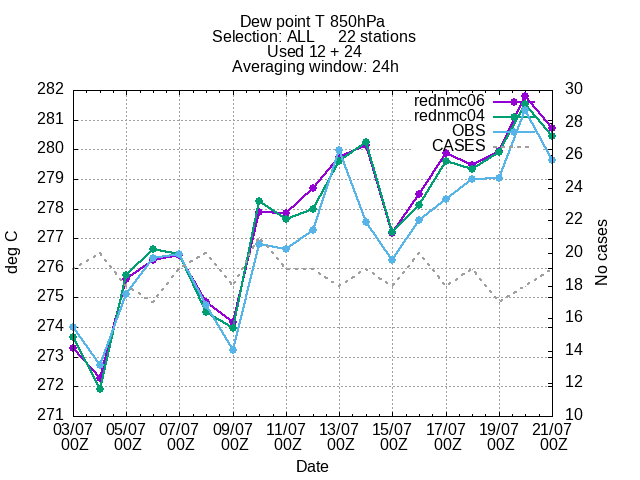 Dew point T 850hPa
Selection: ALL 22 stations
Used 12 + 24
Averaging window: 24h
282
281
280
279
278
277
276
275
274
273
272
271
deg C
30
28
26
24
22
20
18
16
14
12
10
No cases
rednmc06
rednmc04
OBS
CASES
03/07 05/07 07/07 09/07 11/07 13/07 15/07 17/07 19/07 21/07
00Z 00Z 00Z 00Z 00Z 00Z 00Z 00Z 00Z 00Z
Date